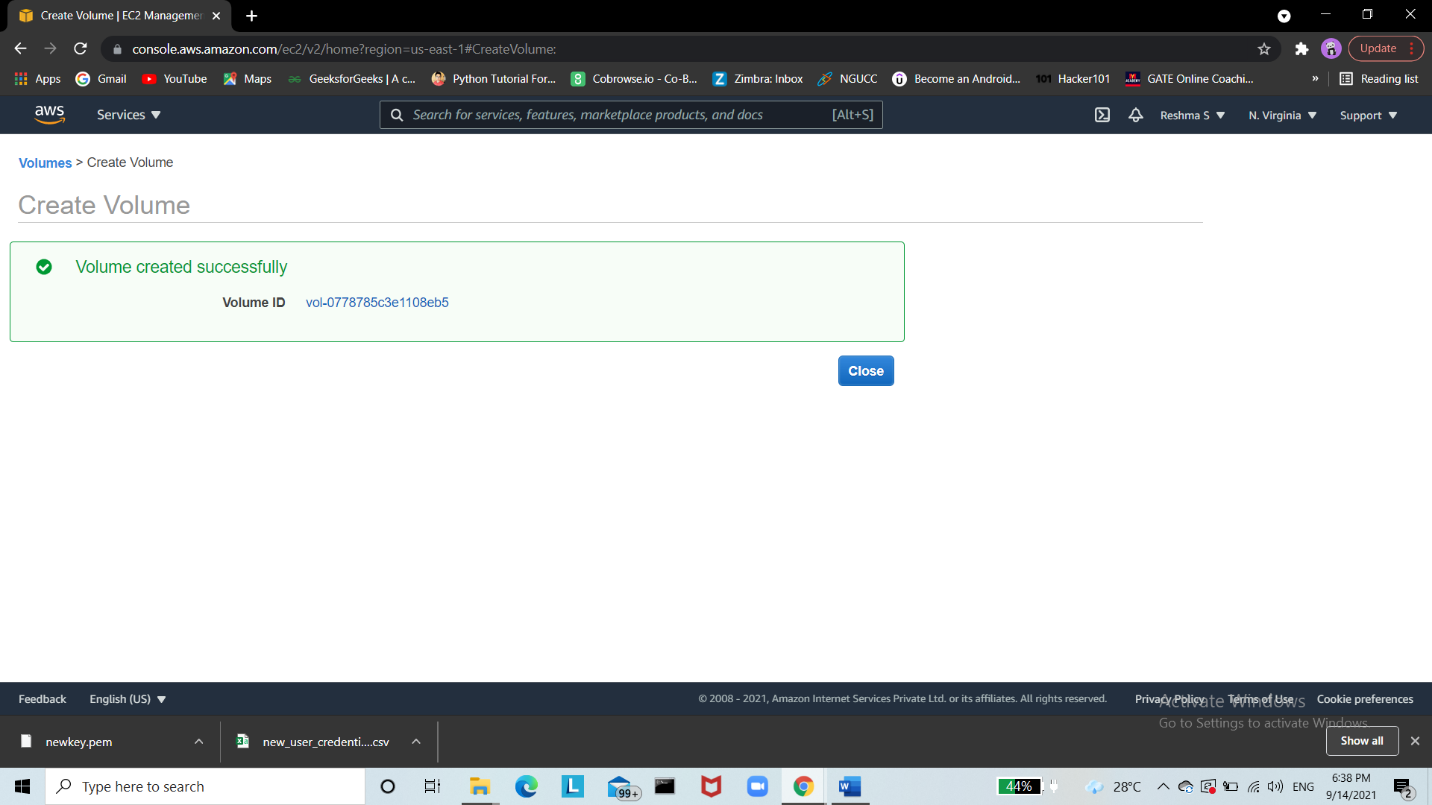 Create Volume | EC2 Managemer
console.aws.amazon.com/ec2/v2/home?region=us-east-1#CreateVolume:
Update
Apps Gmail YouTube Maps GeeksforGeeks | A c... Python Tutorial For... Cobrowse.io - Co-B... Zimbra: Inbox NGUCC Become an Android... 101 Hacker101 GATE Online Coachi... » Reading list
aws Services Search for services, features, marketplace products, and docs [Alt+S] Reshma S N. Virginia Support
Volumes > Create Volume
Create Volume
Volume created successfully
Volume ID vol-0778785c3e1108eb5
Close
Feedback English (US) © 2008 - 2021, Amazon Internet Services Private Ltd. or its affiliates. All rights reserved. Privacy Policy Terms of Use Cookie preferences
Activate Windows
Go to Settings to activate Windows.
newkey.pem new_user_credenti....csv Show all
Type here to search 99+ 44% 28°C ENG 6:38 PM
9/14/2021 2